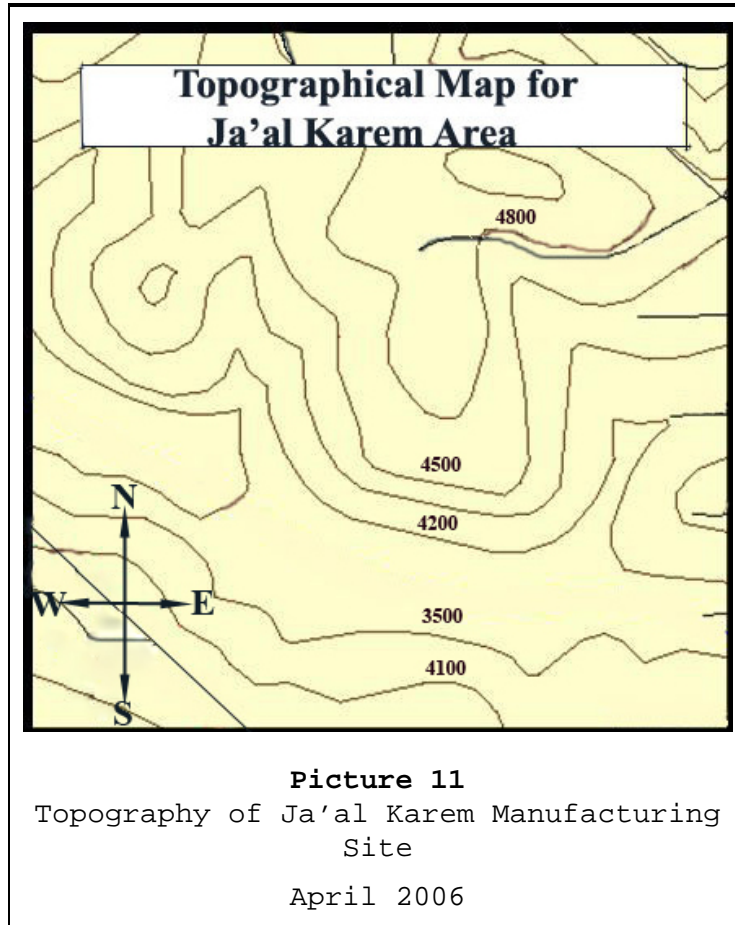 Topographical Map for
Ja'al Karem Area
4800
4500
N
4200
W E
3500
4100
S
Picture 11
Topography of Ja’al Karem Manufacturing
Site
April 2006